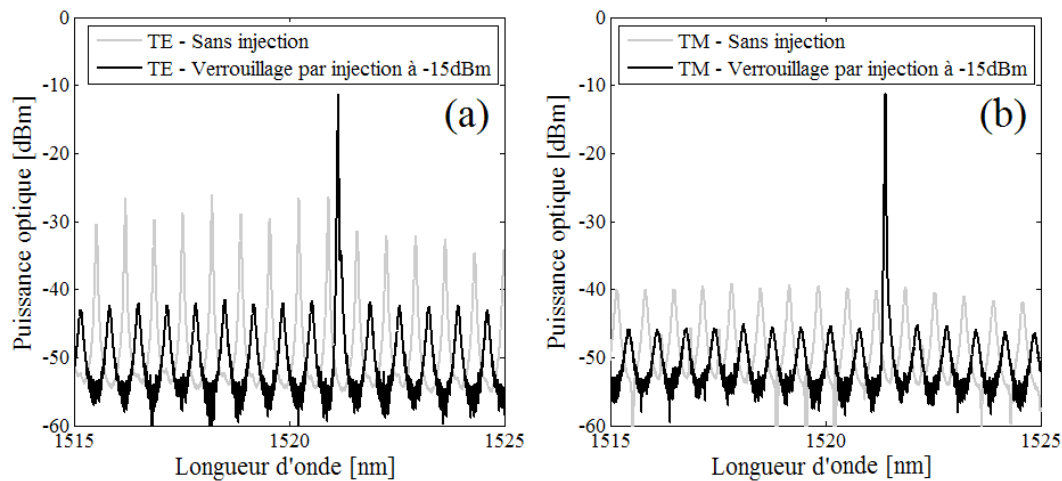 0
-10
-20
-30
-40
-50
-60
Puissance optique [dBm]
TE - Sans injection
TE - Verrouillage par injection à -15dBm
(a)
1515
1520
1525
Longueur d'onde [nm]
0
-10
-20
-30
-40
-50
-60
Puissance optique [dBm]
TM - Sans injection
TM - Verrouillage par injection à -15dBm
(b)
1515
1520
1525
Longueur d'onde [nm]